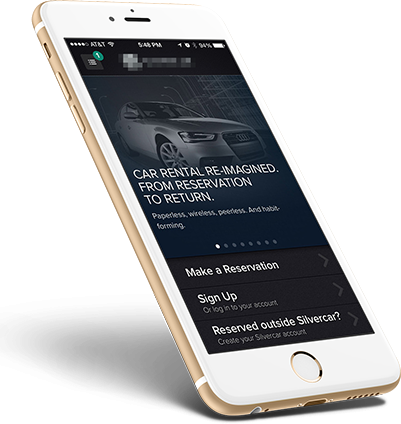 AT&T 5:48 PM 94%
1
CAR RENTAL RE-IMAGINED.
FROM RESERVATION
TO RETURN.
Paperless, wireless, peerless. And habit-
forming.
Make a Reservation
Sign Up
Or log in to your account
Reserved outside Silvercar?
Create your Silvercar account